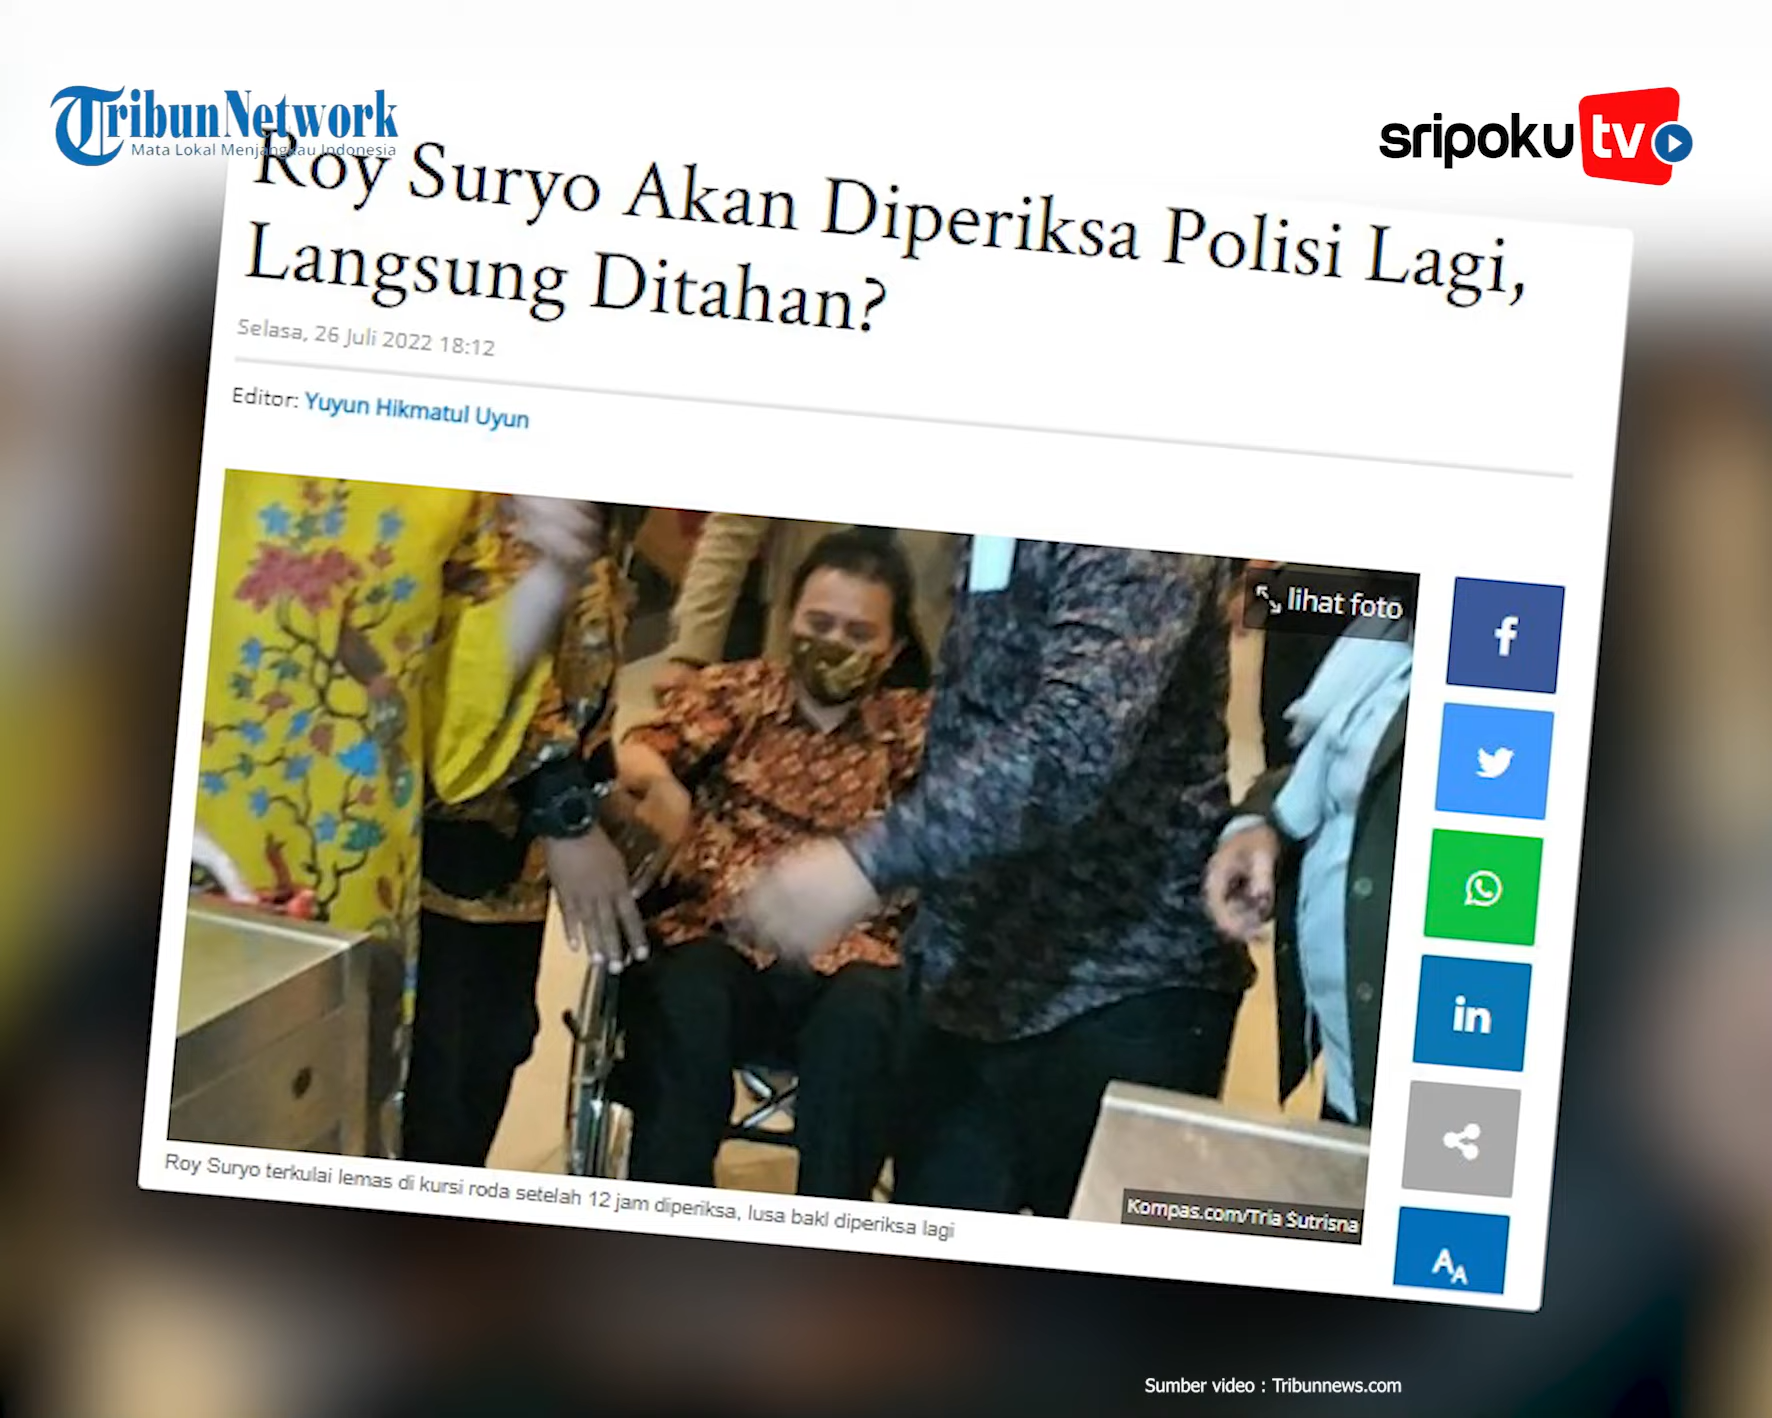 TribunNetwork
Mata Lokal Menjangkau Indonesia
sripoku tv
Roy Suryo Akan Diperiksa Polisi Lagi,
Langsung Ditahan?
Selasa, 26 Juli 2022 18:12
Editor: Yuyun Hikmatul Uyun
lihat foto
f
in
AA
Kompas.com/Tria Sutrisna
Roy Suryo terkulai lemas di kursi roda setelah 12 jam diperiksa, lusa bakl diperiksa lagi
Sumber video : Tribunnews.com